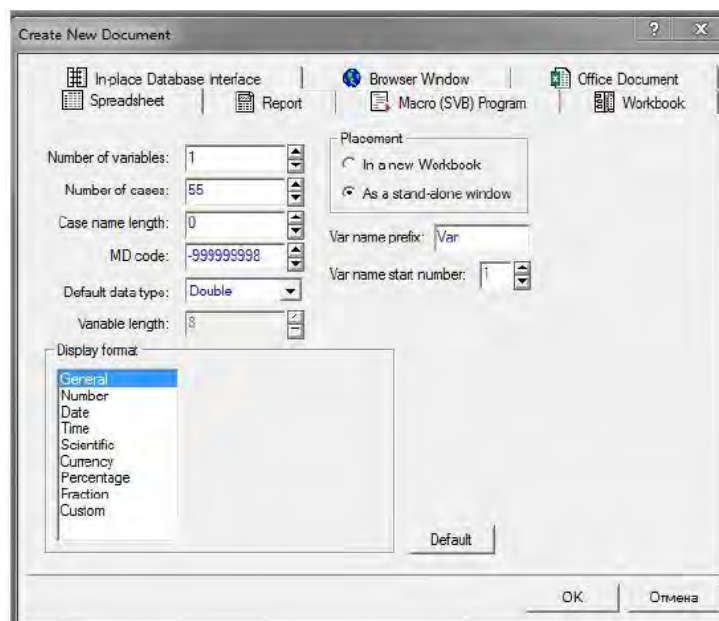 Create New Document
In-place Database Interface Browser Window Office Document
Spreadsheet Report Macro (SVB) Program Workbook
Number of variables: 1
Number of cases: 55
Case name length: 0
MD code: -999999998
Default data type: Double
Variable length: 8
Placement
In a new Workbook
As a stand-alone window
Var name prefix: Var
Var name start number: 1
Display format
General
Number
Date
Time
Scientific
Currency
Percentage
Fraction
Custom
Default
OK Отмена